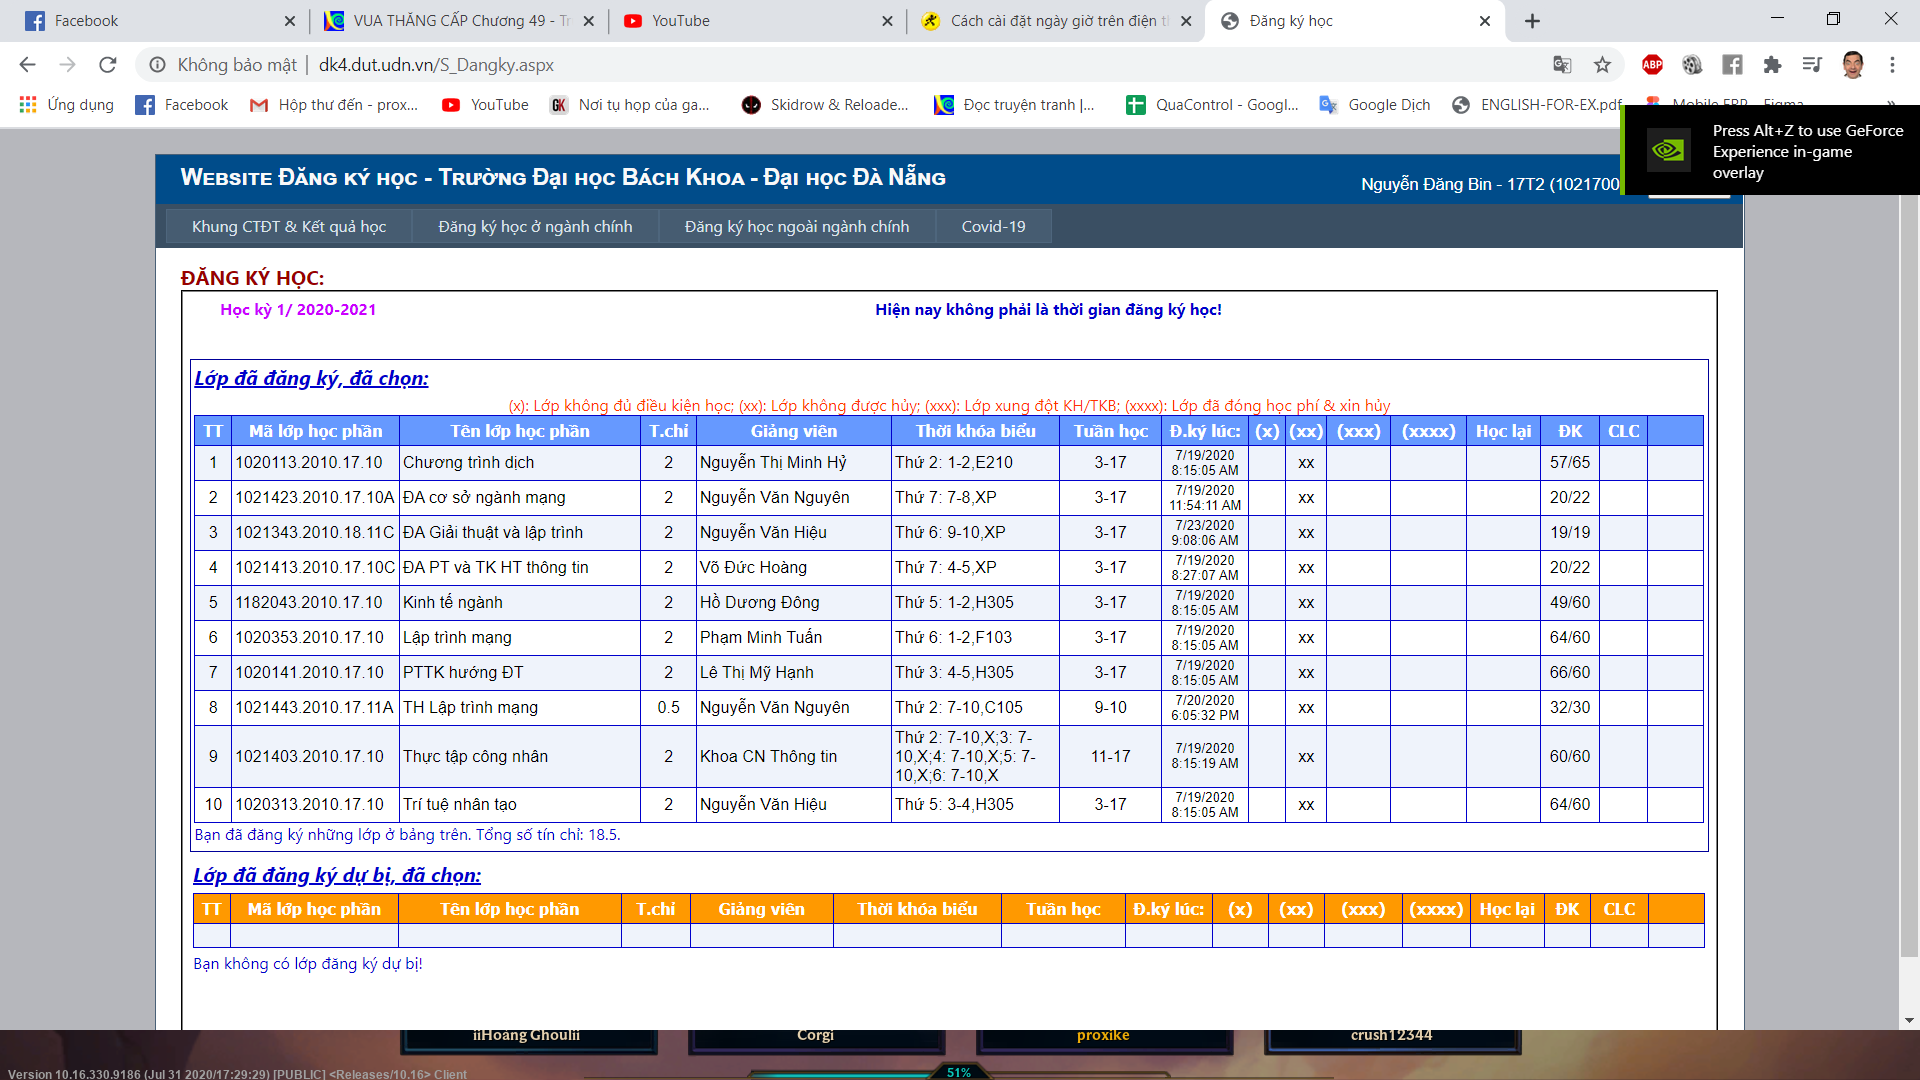 Facebook
VUA THĂNG CẤP Chương 49 - Tr
YouTube
Cách cài đặt ngày giờ trên điện th
Đăng ký học
Không bảo mật | dk4.dut.udn.vn/S_Dangky.aspx
ABP
Ứng dụng
Facebook
Hộp thư đến - prox...
YouTube
GK Nơi tụ họp của ga...
Skidrow & Reloade...
Đọc truyện tranh |...
QuaControl - Googl...
Google Dịch
ENGLISH-FOR-EX.pdf
Press Alt+Z to use GeForce
Experience in-game
overlay
Website Đăng ký học - Trường Đại học Bách Khoa - Đại học Đà Nẵng
Nguyễn Đăng Bin - 17T2 (1021700
Khung CTĐT & Kết quả học
Đăng ký học ở ngành chính
Đăng ký học ngoài ngành chính
Covid-19
ĐĂNG KÝ HỌC:
Học kỳ 1/ 2020-2021
Hiện nay không phải là thời gian đăng ký học!
Lớp đã đăng ký, đã chọn:
(x): Lớp không đủ điều kiện học; (xx): Lớp không được hủy; (xxx): Lớp xung đột KH/TKB; (xxxx): Lớp đã đóng học phí & xin hủy
TT Mã lớp học phần Tên lớp học phần T.chỉ Giảng viên Thời khóa biểu Tuần học Đ.ký lúc: (x) (xx) (xxx) (xxxx) Học lại ĐK CLC
1 1020113.2010.17.10 Chương trình dịch 2 Nguyễn Thị Minh Hỷ Thứ 2: 1-2,E210 3-17 7/19/2020 8:15:05 AM xx 57/65
2 1021423.2010.17.10A ĐA cơ sở ngành mạng 2 Nguyễn Văn Nguyên Thứ 7: 7-8,XP 3-17 7/19/2020 11:54:11 AM xx 20/22
3 1021343.2010.18.11C ĐA Giải thuật và lập trình 2 Nguyễn Văn Hiệu Thứ 6: 9-10,XP 3-17 7/23/2020 9:08:06 AM xx 19/19
4 1021413.2010.17.10C ĐA PT và TK HT thông tin 2 Võ Đức Hoàng Thứ 7: 4-5,XP 3-17 7/19/2020 8:27:07 AM xx 20/22
5 1182043.2010.17.10 Kinh tế ngành 2 Hồ Dương Đông Thứ 5: 1-2,H305 3-17 7/19/2020 8:15:05 AM xx 49/60
6 1020353.2010.17.10 Lập trình mạng 2 Phạm Minh Tuấn Thứ 6: 1-2,F103 3-17 7/19/2020 8:15:05 AM xx 64/60
7 1020141.2010.17.10 PTTK hướng ĐT 2 Lê Thị Mỹ Hạnh Thứ 3: 4-5,H305 3-17 7/19/2020 8:15:05 AM xx 66/60
8 1021443.2010.17.11A TH Lập trình mạng 0.5 Nguyễn Văn Nguyên Thứ 2: 7-10,C105 9-10 7/20/2020 6:05:32 PM xx 32/30
9 1021403.2010.17.10 Thực tập công nhân 2 Khoa CN Thông tin Thứ 2: 7-10,X;3: 7-10,X;4: 7-10,X;5: 7-10,X;6: 7-10,X 11-17 7/19/2020 8:15:19 AM xx 60/60
10 1020313.2010.17.10 Trí tuệ nhân tạo 2 Nguyễn Văn Hiệu Thứ 5: 3-4,H305 3-17 7/19/2020 8:15:05 AM xx 64/60
Bạn đã đăng ký những lớp ở bảng trên. Tổng số tín chỉ: 18.5.
Lớp đã đăng ký dự bị, đã chọn:
TT Mã lớp học phần Tên lớp học phần T.chỉ Giảng viên Thời khóa biểu Tuần học Đ.ký lúc: (x) (xx) (xxx) (xxxx) Học lại ĐK CLC
Bạn không có lớp đăng ký dự bị!
iiHoàng Ghoulii
Corgi
proxike
crush12344
Version 10.16.330.9186 (Jul 31 2020/17:29:29) [PUBLIC] <Releases/10.16> Client
51%